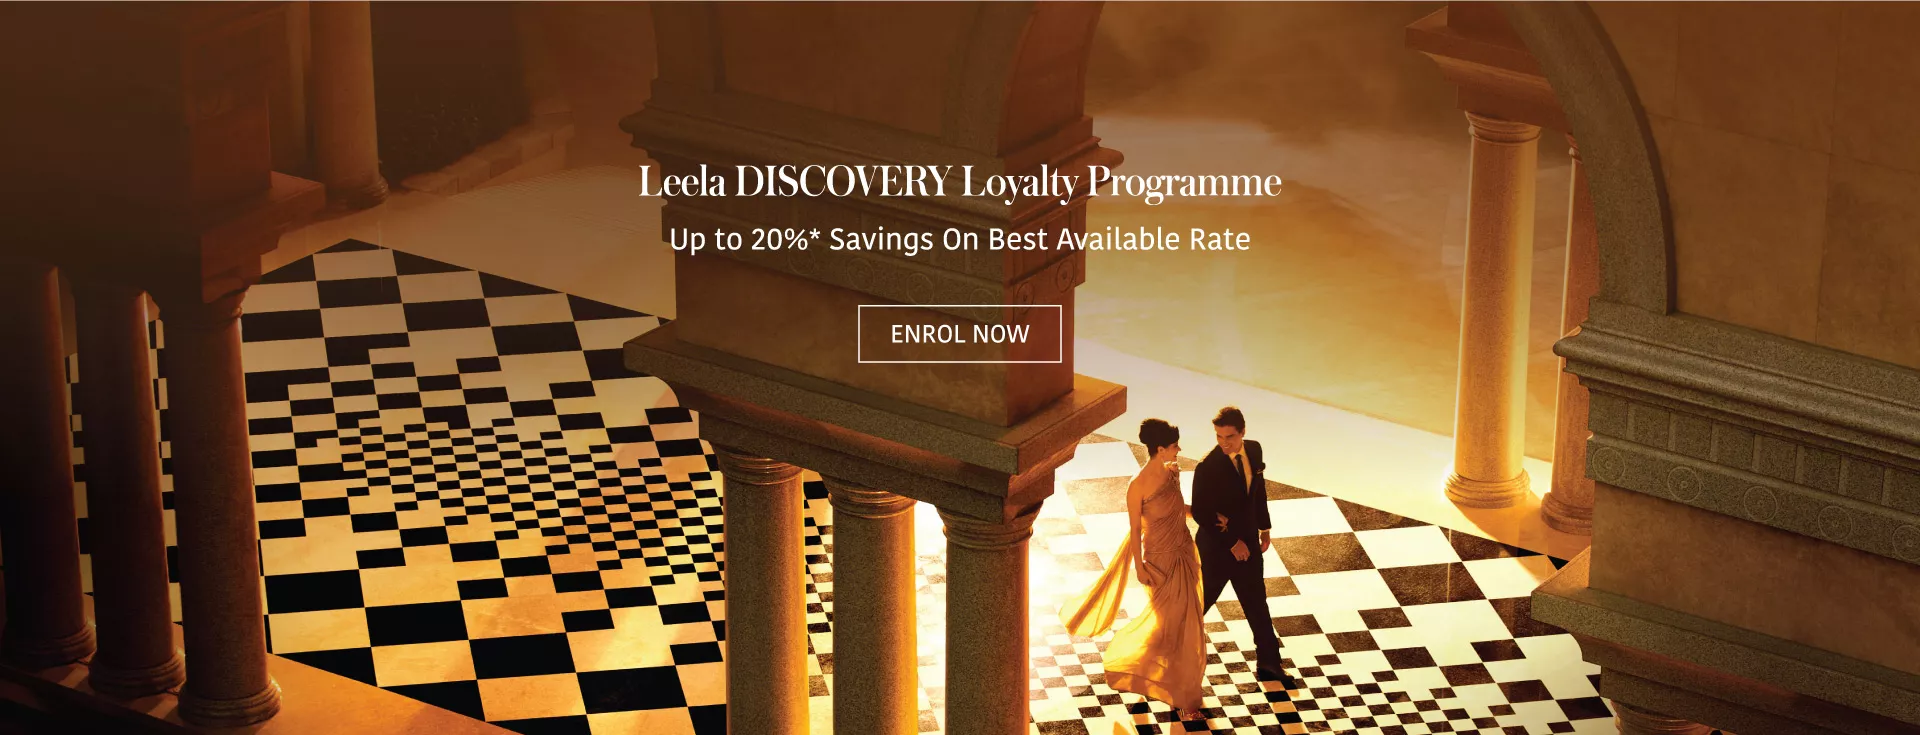 Leela DISCOVERY Loyalty Programme
Up to 20%* Savings On Best Available Rate
ENROL NOW